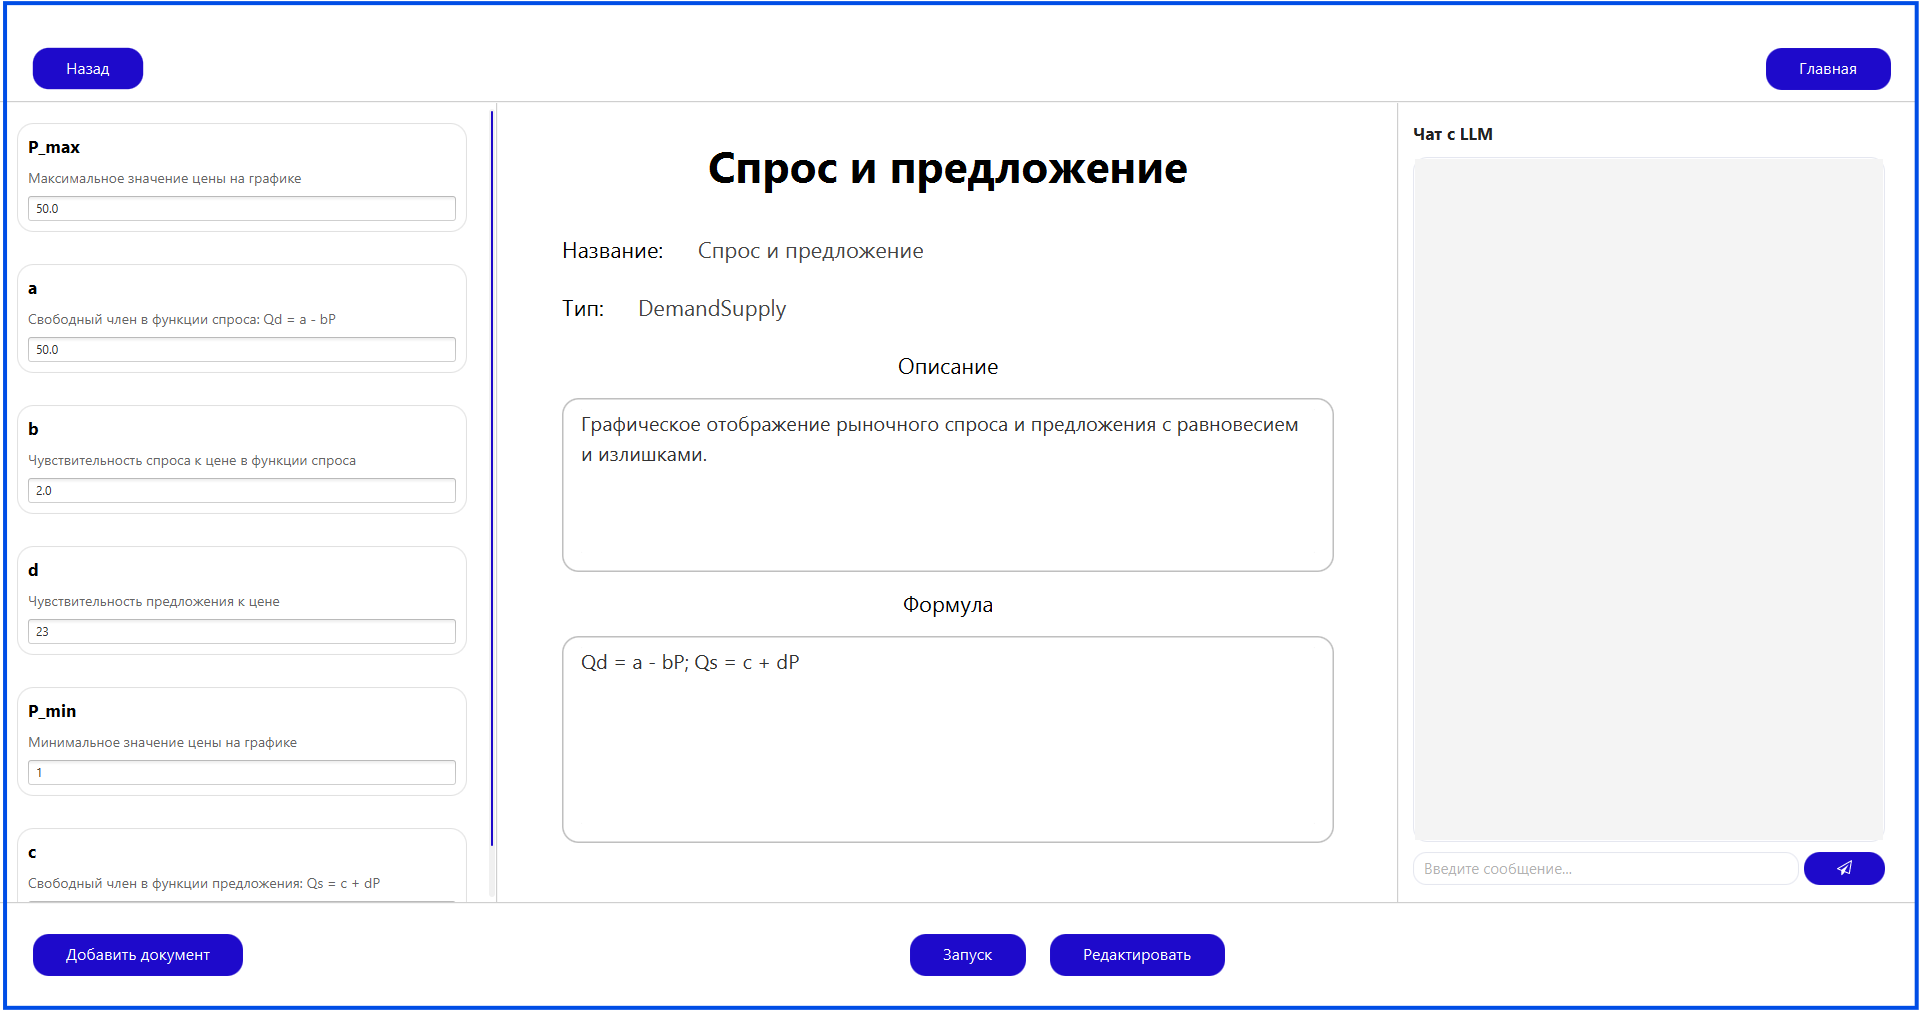 Назад
Главная
P_max
Максимальное значение цены на графике
50.0
a
Свободный член в функции спроса: Qd = a - bP
50.0
b
Чувствительность спроса к цене в функции спроса
2.0
d
Чувствительность предложения к цене
23
P_min
Минимальное значение цены на графике
1
c
Свободный член в функции предложения: Qs = c + dP
Спрос и предложение
Название: Спрос и предложение
Тип: DemandSupply
Описание
Графическое отображение рыночного спроса и предложения с равновесием
и излишками.
Формула
Qd = a - bP; Qs = c + dP
Чат с LLM
Введите сообщение...
Добавить документ
Запуск
Редактировать